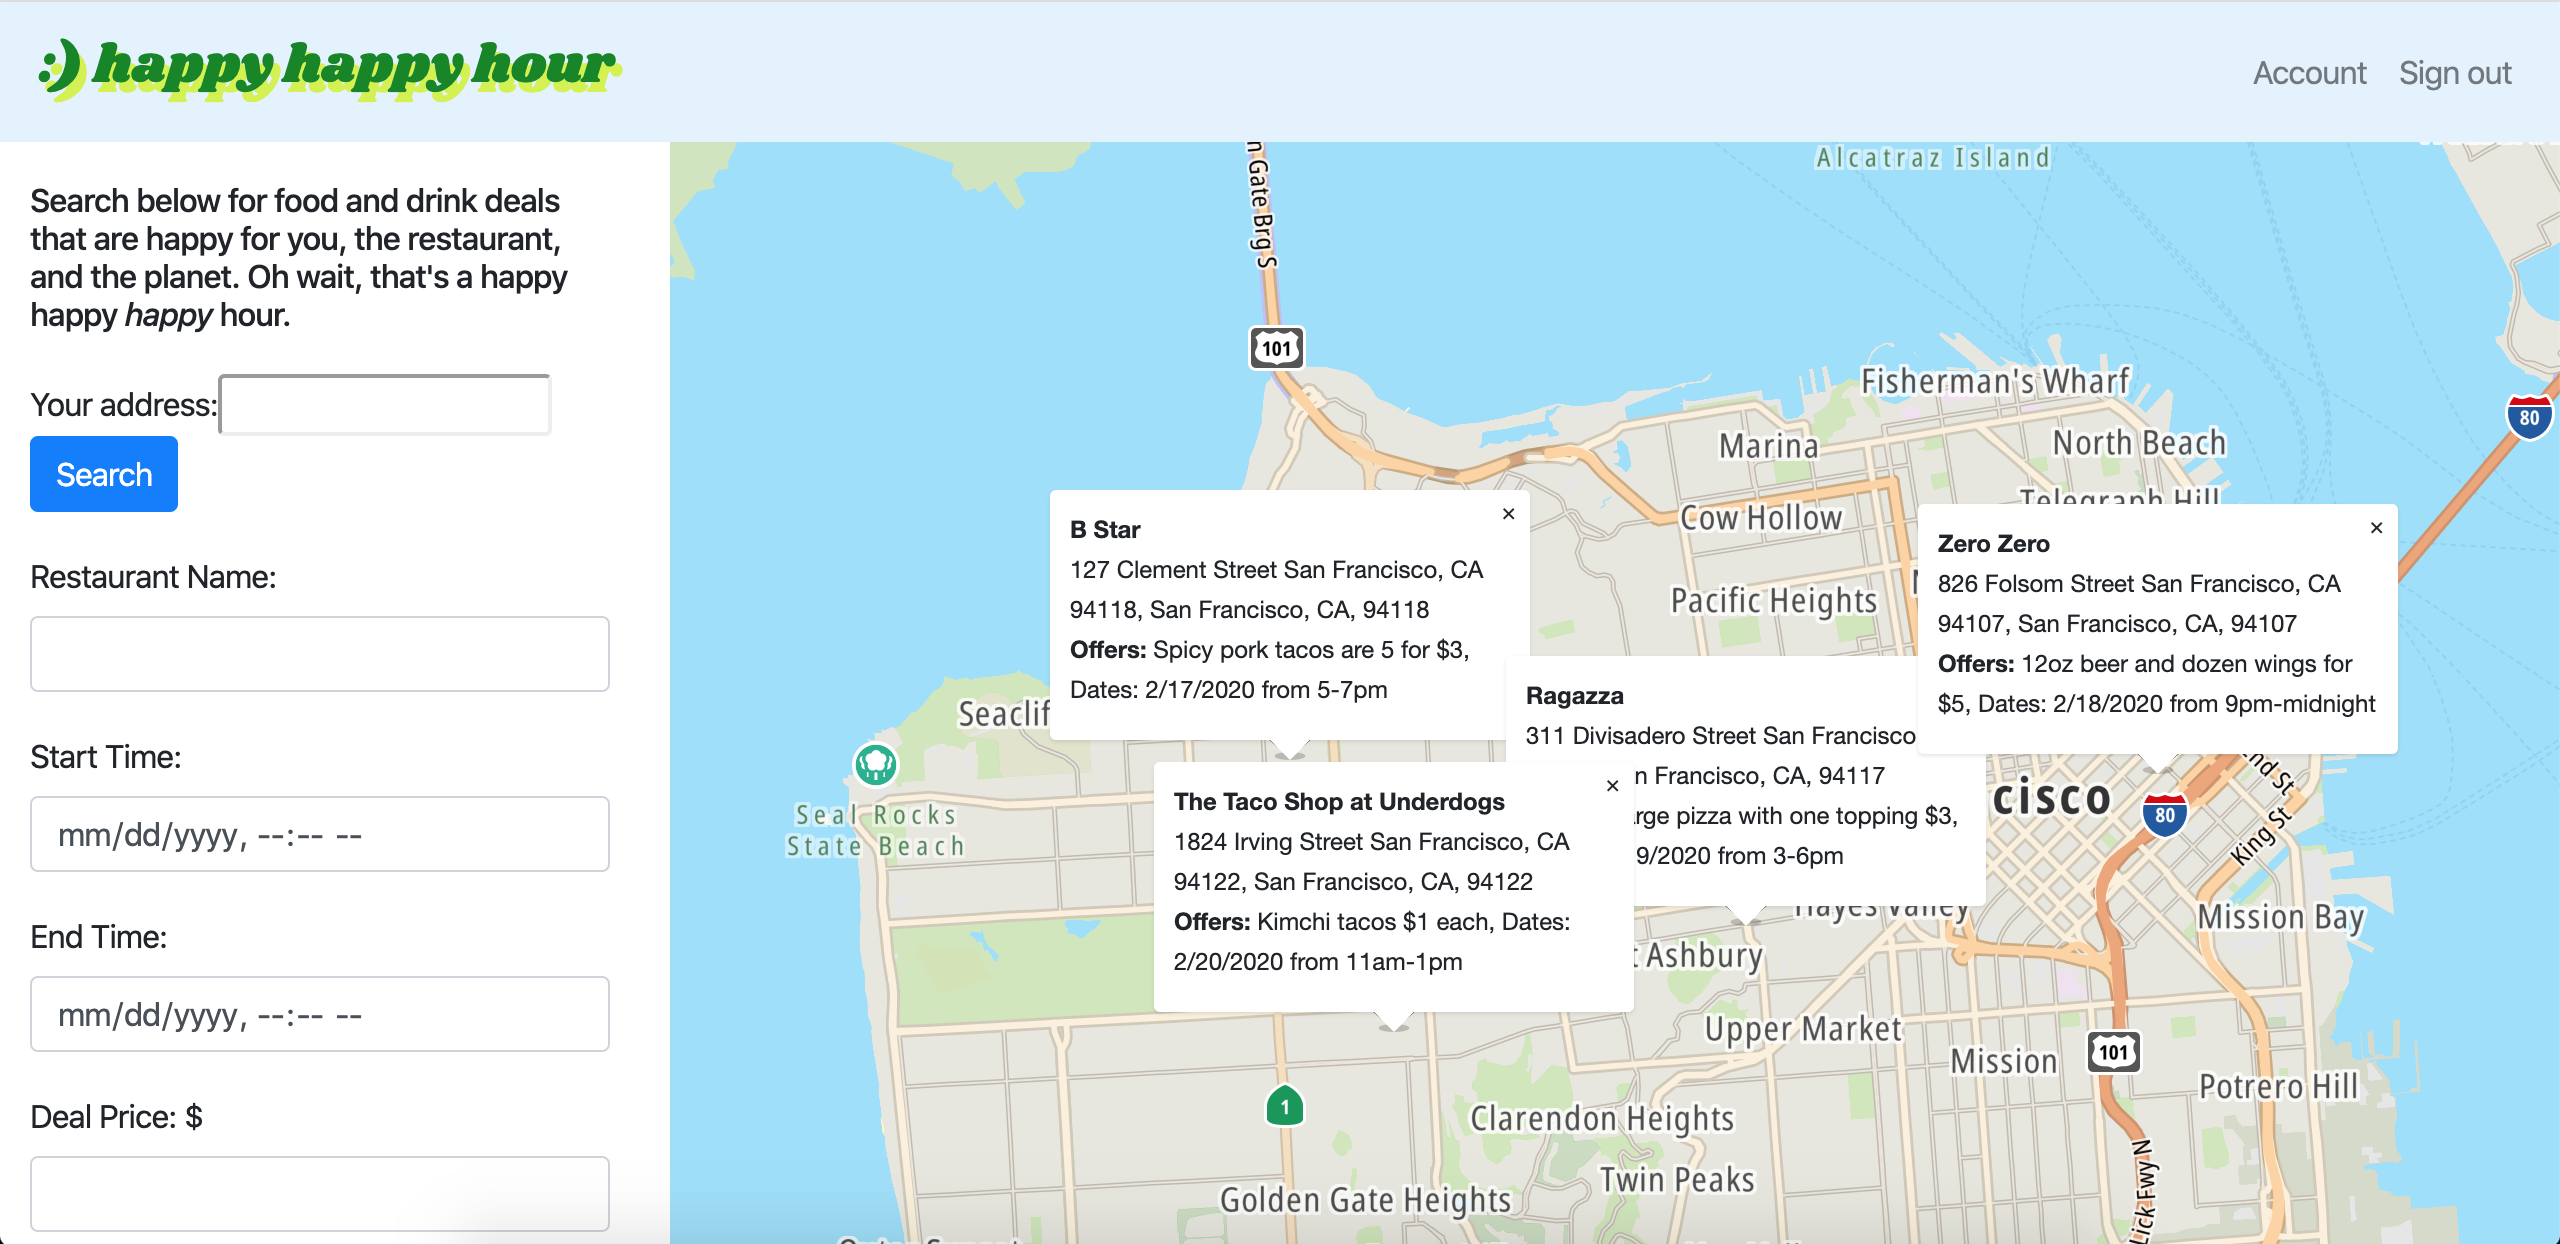 :) happy happy hour
Account
Sign out
Search below for food and drink deals
that are happy for you, the restaurant,
and the planet. Oh wait, that's a happy
happy happy hour.
Your address:
Search
Restaurant Name:
Start Time:
mm/dd/yyyy, --:-- --
End Time:
mm/dd/yyyy, --:-- --
Deal Price: $
Gate Brg S
Alcatraz Island
101
Fisherman's Wharf
80
Marina
North Beach
Telegraph Hill
Cow Hollow
Pacific Heights
B Star
×
127 Clement Street San Francisco, CA
94118, San Francisco, CA, 94118
Offers: Spicy pork tacos are 5 for $3,
Dates: 2/17/2020 from 5-7pm
Zero Zero
×
826 Folsom Street San Francisco, CA
94107, San Francisco, CA, 94107
Offers: 12oz beer and dozen wings for
$5, Dates: 2/18/2020 from 9pm-midnight
Ragazza
311 Divisadero Street San Francisco
Francisco, CA, 94117
pizza with one topping $3,
9/2020 from 3-6pm
The Taco Shop at Underdogs
×
1824 Irving Street San Francisco, CA
94122, San Francisco, CA, 94122
Offers: Kimchi tacos $1 each, Dates:
2/20/2020 from 11am-1pm
Seaclif
Seal Rocks
State Beach
cisco
80
St
King St
Hayes Valley
Mission Bay
Ashbury
Upper Market
Mission
101
Potrero Hill
1
Clarendon Heights
Twin Peaks
Golden Gate Heights
Fwy N